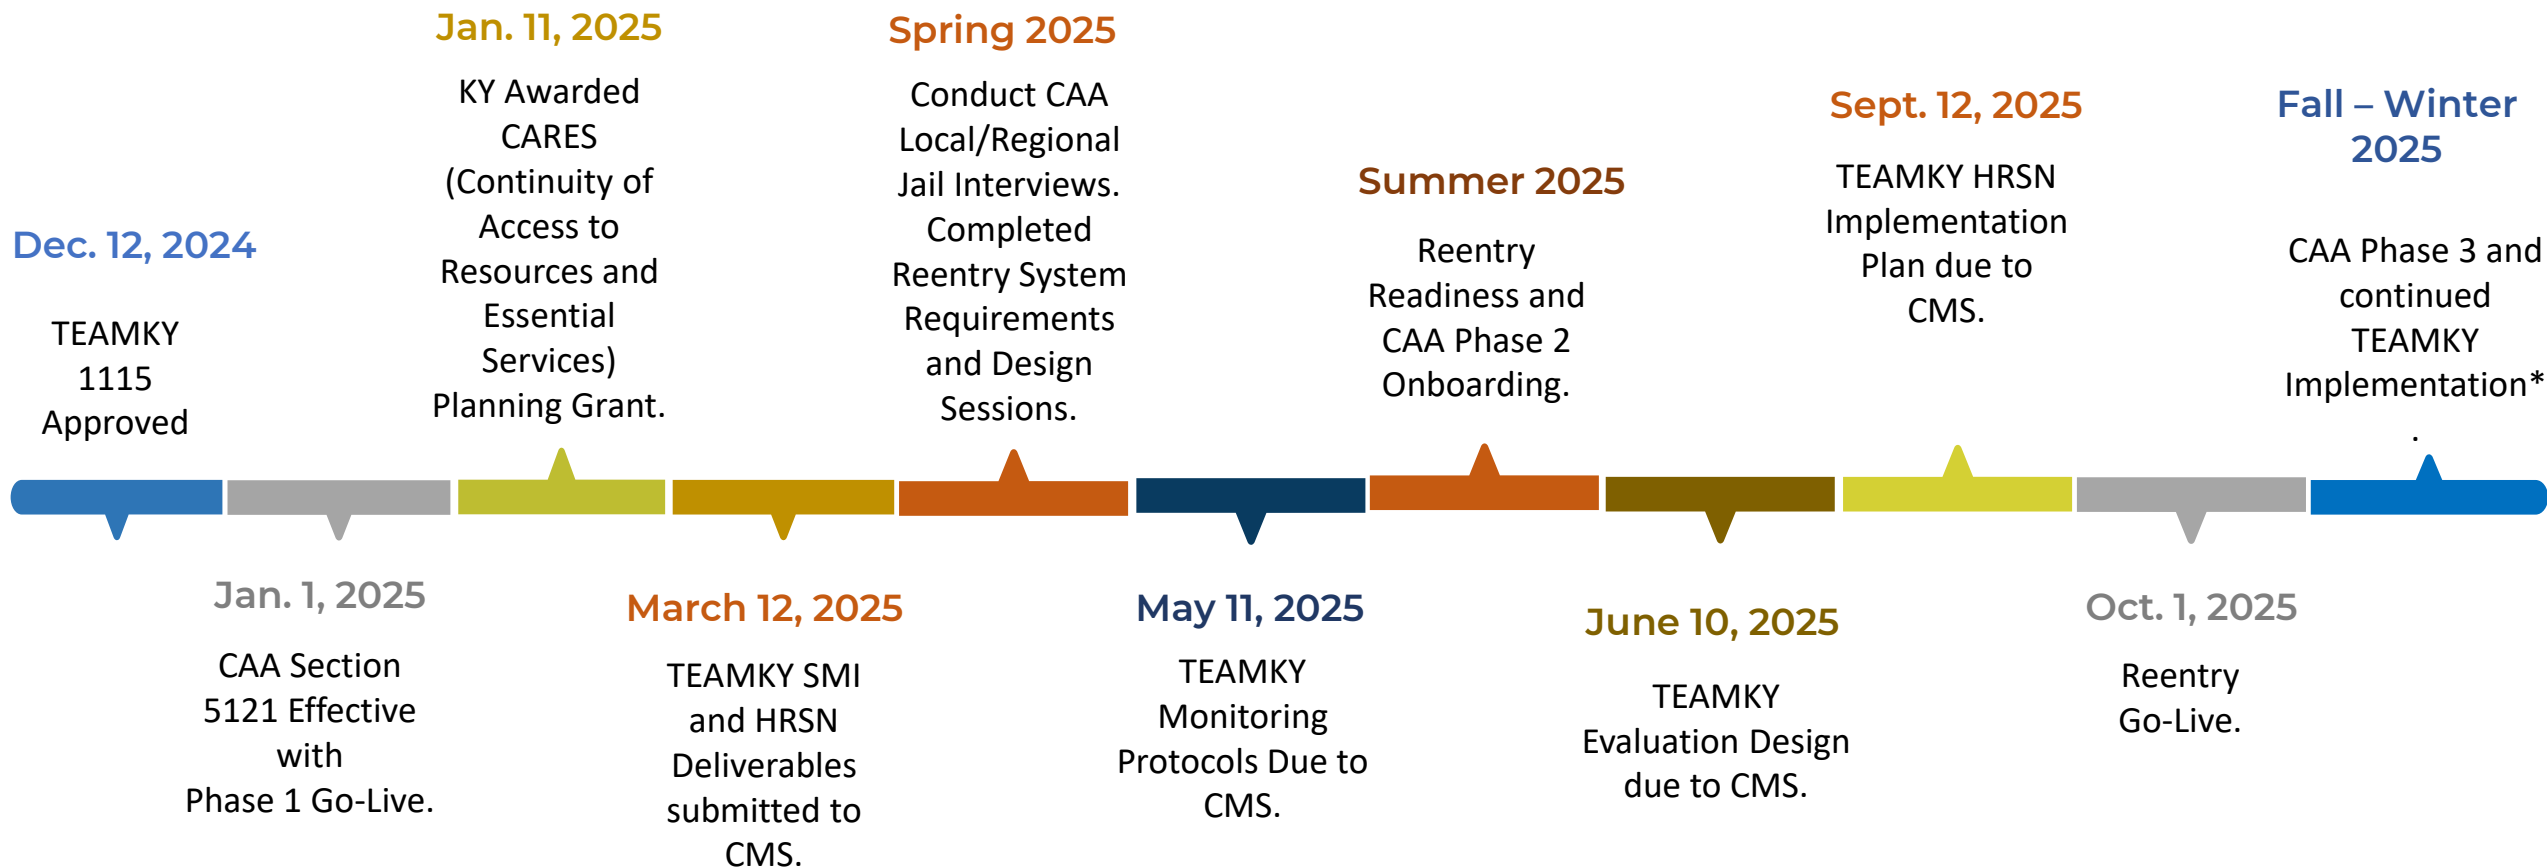 Dec. 12, 2024
TEAMKY
1115
Approved
Jan. 1, 2025
CAA Section
5121 Effective
with
Phase 1 Go-Live.
Jan. 11, 2025
KY Awarded
CARES
(Continuity of
Access to
Resources and
Essential
Services)
Planning Grant.
March 12, 2025
TEAMKY SMI
and HRSN
Deliverables
submitted to
CMS.
Spring 2025
Conduct CAA
Local/Regional
Jail Interviews.
Completed
Reentry System
Requirements
and Design
Sessions.
May 11, 2025
TEAMKY
Monitoring
Protocols Due to
CMS.
Summer 2025
Reentry
Readiness and
CAA Phase 2
Onboarding.
June 10, 2025
TEAMKY
Evaluation Design
due to CMS.
Sept. 12, 2025
TEAMKY HRSN
Implementation
Plan due to
CMS.
Oct. 1, 2025
Reentry
Go-Live.
Fall – Winter
2025
CAA Phase 3 and
continued
TEAMKY
Implementation*
.